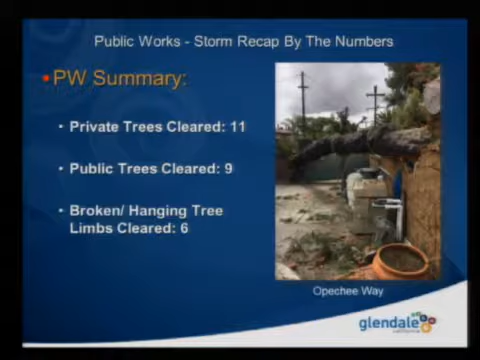 Public Works - Storm Recap By The Numbers
•PW Summary:
• Private Trees Cleared: 11
• Public Trees Cleared: 9
• Broken/ Hanging Tree
Limbs Cleared: 6
Opechee Way
glendale
california